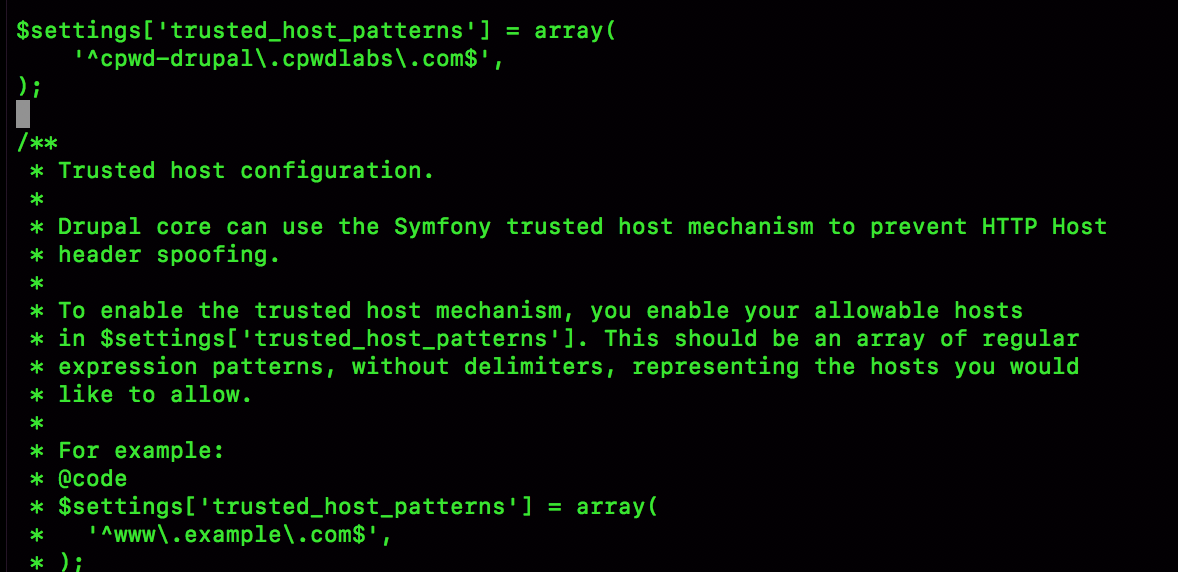 $settings['trusted_host_patterns'] = array(
    '^cpwd-drupal\.cpwdlabs\.com$',
);
/**
 * Trusted host configuration.
 *
 * Drupal core can use the Symfony trusted host mechanism to prevent HTTP Host
 * header spoofing.
 *
 * To enable the trusted host mechanism, you enable your allowable hosts
 * in $settings['trusted_host_patterns']. This should be an array of regular
 * expression patterns, without delimiters, representing the hosts you would
 * like to allow.
 *
 * For example:
 * @code
 * $settings['trusted_host_patterns'] = array(
 *   '^www\.example\.com$',
 * );